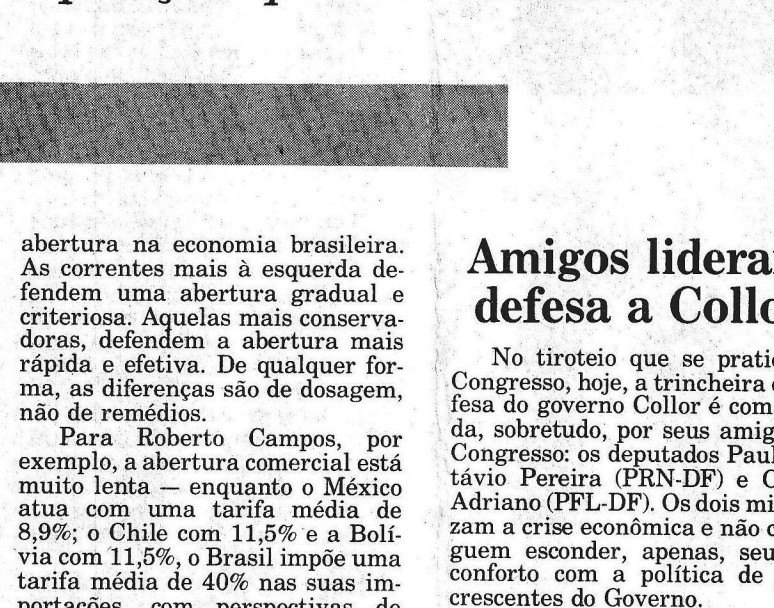 abertura na economia brasileira.
As correntes mais à esquerda de-
fendem uma abertura gradual e
criteriosa. Aquelas mais conserva-
doras, defendem a abertura mais
rápida e efetiva. De qualquer for-
ma, as diferenças são de dosagem,
não de remédios.
Para Roberto Campos, por
exemplo, a abertura comercial está
muito lenta — enquanto o México
atua com uma tarifa média de
8,9%; o Chile com 11,5% e a Bolí-
via com 11,5%, o Brasil impõe uma
tarifa média de 40% nas suas im-
portações, com perspectivas de
Amigos lidera
defesa a Collo
No tiroteio que se pratic
Congresso, hoje, a trincheira
fesa do governo Collor é com
da, sobretudo, por seus amig
Congresso: os deputados Paul
távio Pereira (PRN-DF) e C
Adriano (PFL-DF). Os dois mi
zam a crise econômica e não c
guem esconder, apenas, seu
conforto com a política de
crescentes do Governo.